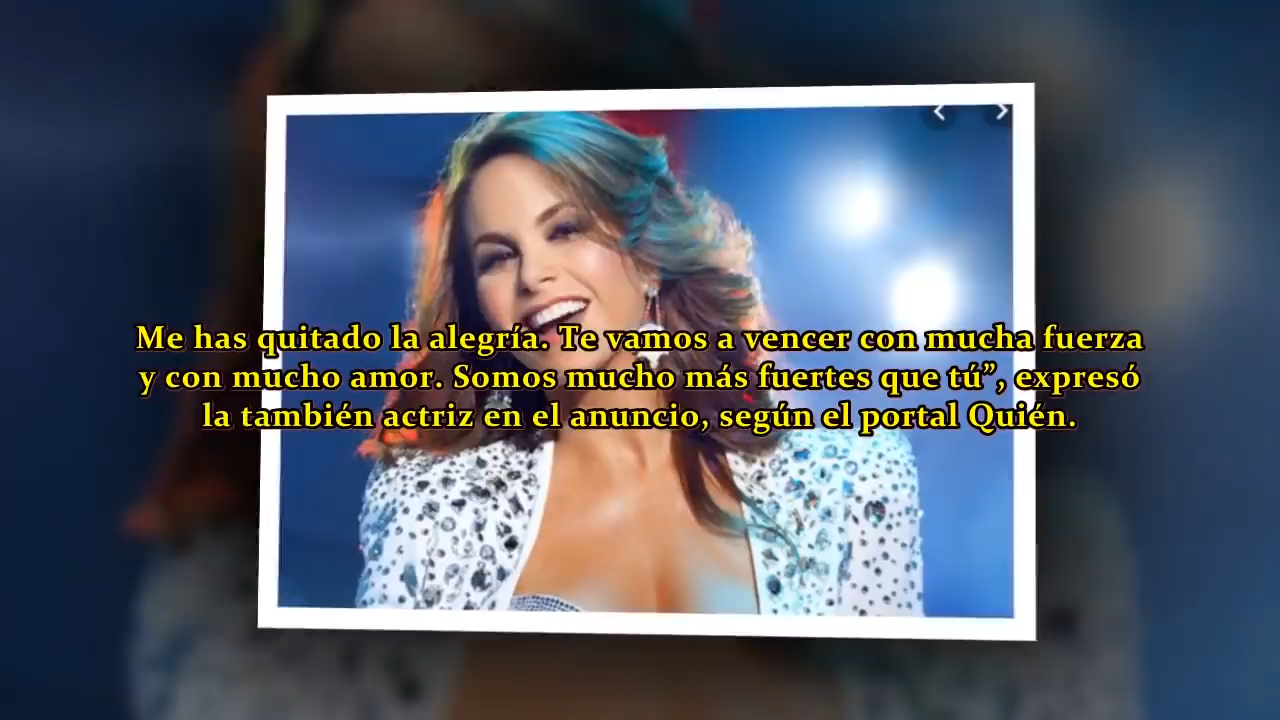 Me has quitado la alegría. Te vamos a vencer con mucha fuerza
y con mucho amor. Somos mucho más fuertes que tú”, expresó
la también actriz en el anuncio, según el portal Quién.